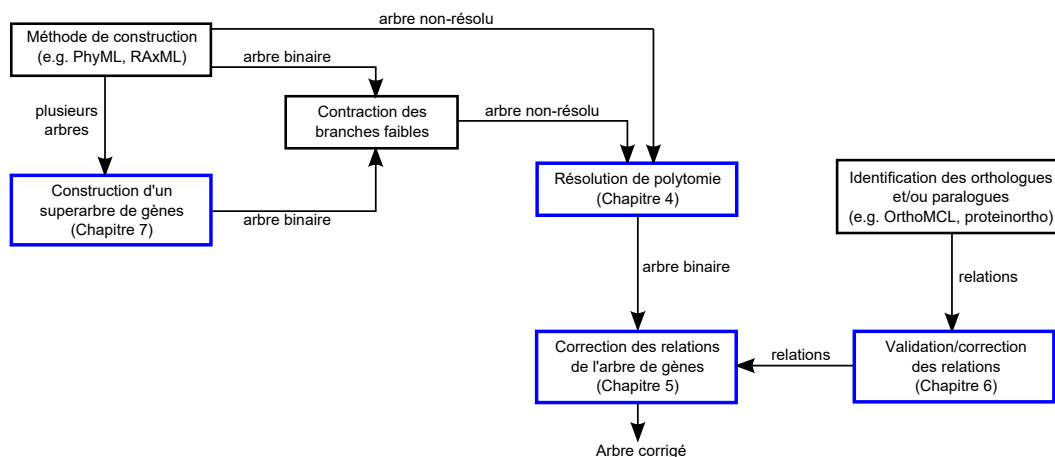 arbre non-résolu
Méthode de construction
(e.g. PhyML, RAxML)
arbre binaire
plusieurs
arbres
Contraction des
branches faibles
arbre non-résolu
Construction d'un
superarbre de gènes
(Chapitre 7)
arbre binaire
Résolution de polytomie
(Chapitre 4)
Identification des orthologues
et/ou paralogues
(e.g. OrthoMCL, proteinortho)
arbre binaire
relations
Correction des relations
de l'arbre de gènes
(Chapitre 5)
relations
Validation/correction
des relations
(Chapitre 6)
Arbre corrigé